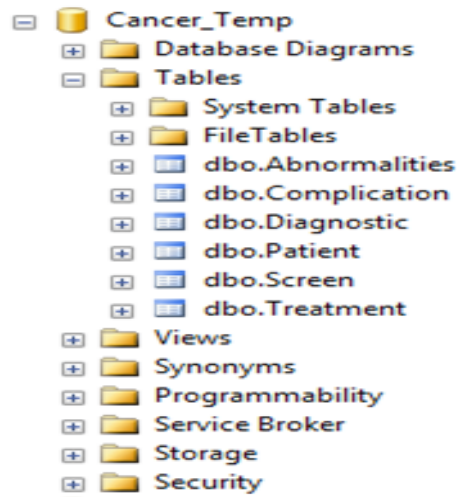 Cancer_Temp
Database Diagrams
Tables
System Tables
FileTables
dbo.Abnormalities
dbo.Complication
dbo.Diagnostic
dbo.Patient
dbo.Screen
dbo.Treatment
Views
Synonyms
Programmability
Service Broker
Storage
Security